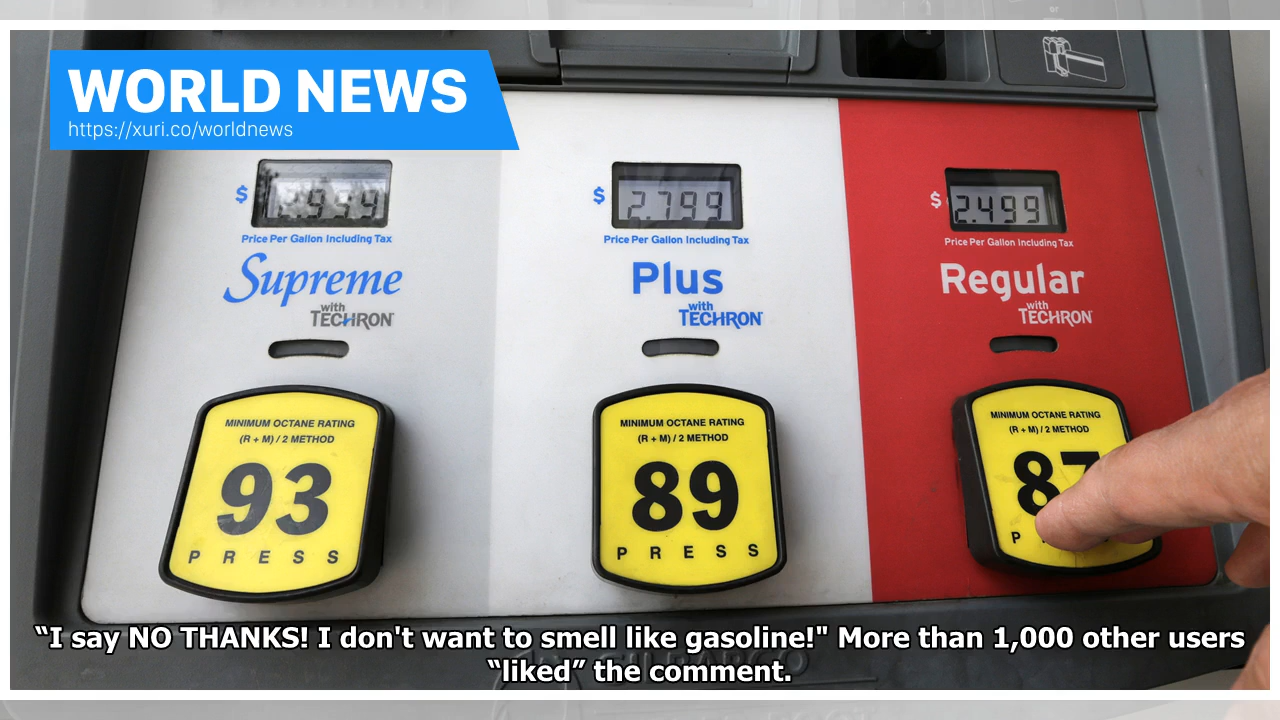 WORLD NEWS
https://xuri.co/worldnews
$ 2.999
Price Per Gallon Including Tax
Supreme
with
TECHRON
MINIMUM OCTANE RATING
(R + M) / 2 METHOD
93
PRESS
$ 2.799
Price Per Gallon Including Tax
Plus
with
TECHRON
MINIMUM OCTANE RATING
(R + M) / 2 METHOD
89
PRESS
$ 2.499
Price Per Gallon Including Tax
Regular
with
TECHRON
MINIMUM OCTANE RATING
(R + M) / 2 METHOD
87
P
“I say NO THANKS! I don't want to smell like gasoline!" More than 1,000 other users
“liked” the comment.